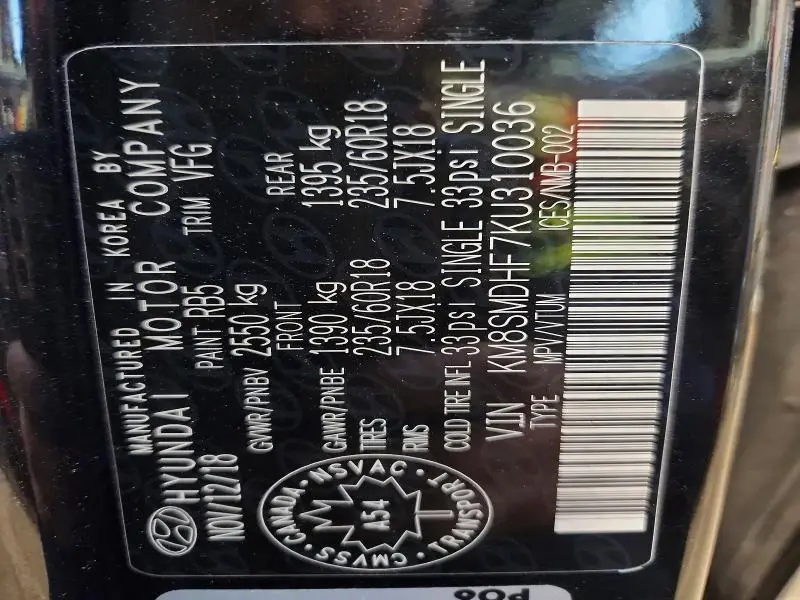 MANUFACTURED IN KOREA BY
HYUNDAI MOTOR COMPANY
NOV/12/18 PAINT RB5 TRIM VFG
GVWR/PNBV 2550 kg
FRONT REAR
GAWR/PNBE 1390 kg 1395 kg
TIRES 235/60R18 235/60R18
RIMS 7.5JX18 7.5JX18
COLD TIRE INFL 33psi SINGLE 33psi SINGLE
VIN KM8SMDHF7KU310036
TYPE MPV/VTUM ICES/NMB-002
CANADA · NSVAC · TRANSPORT · CMVSS ·
A54